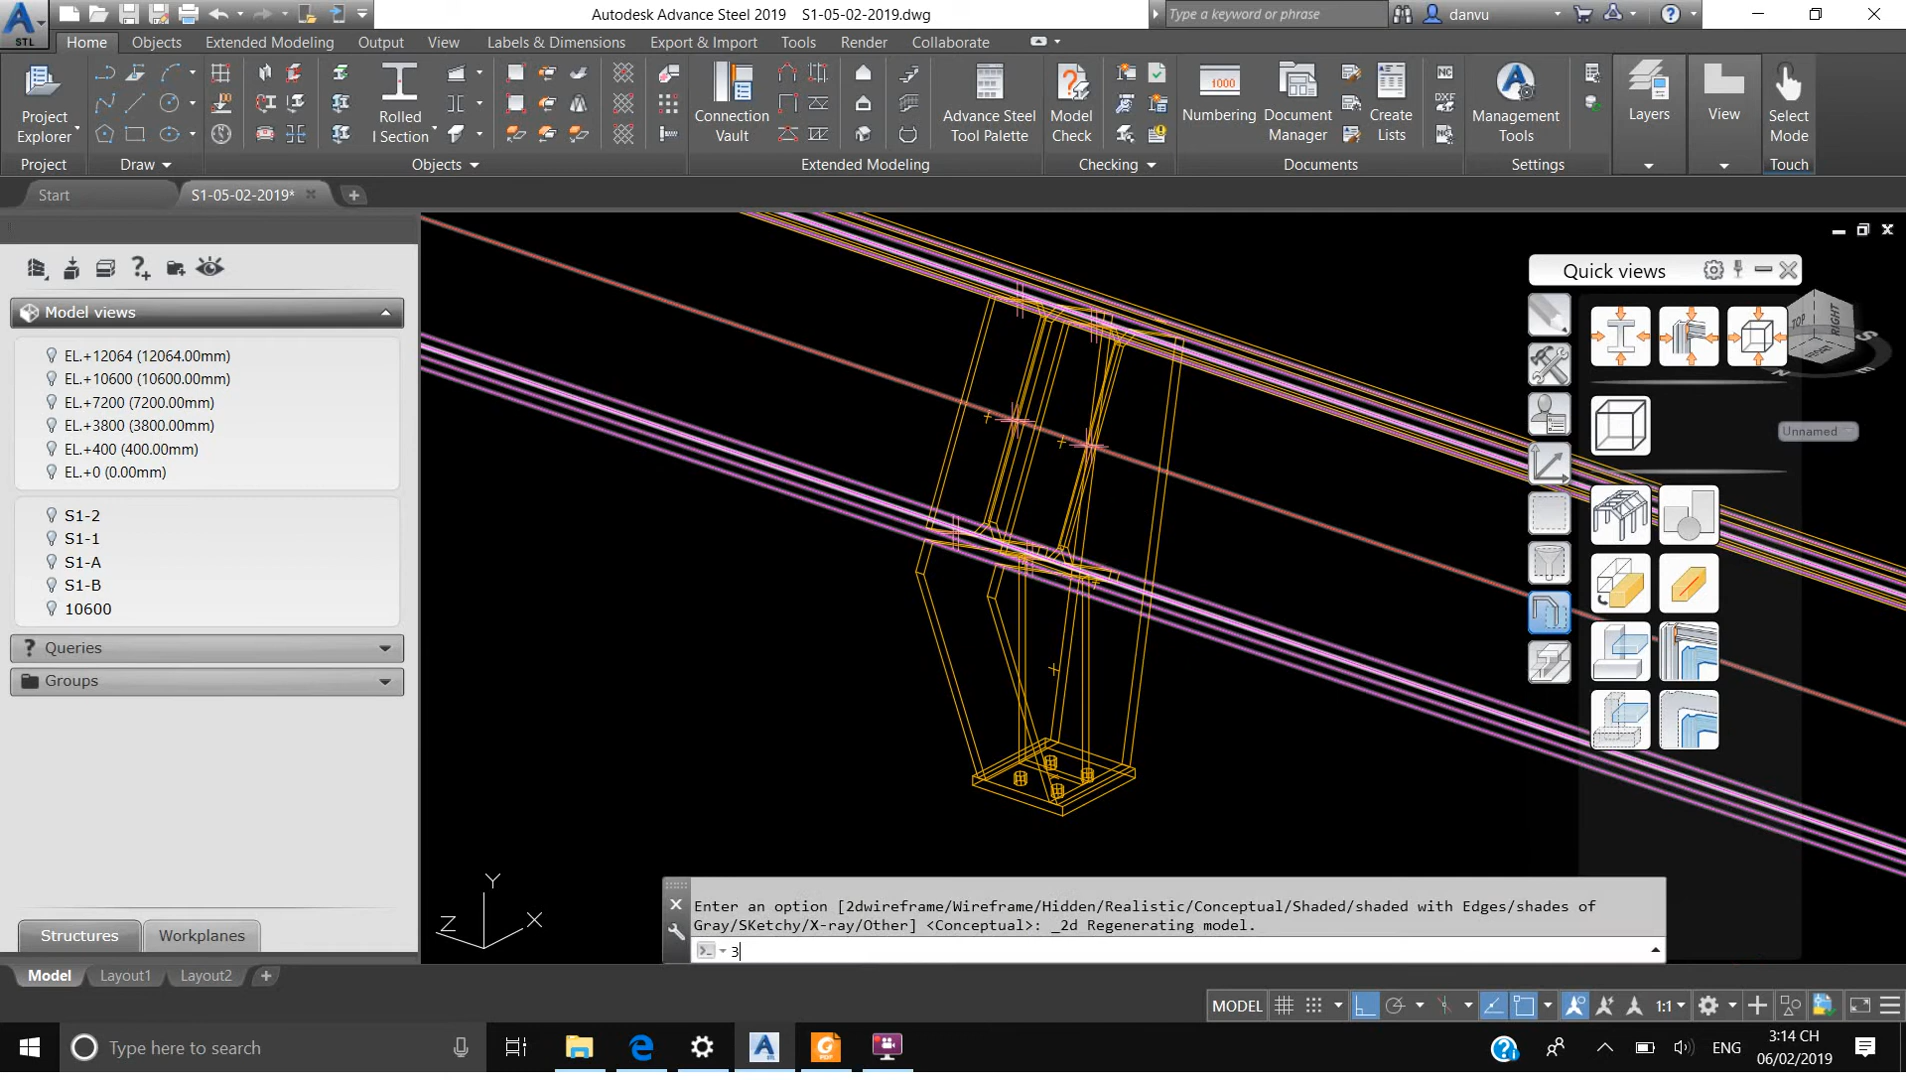 Autodesk Advance Steel 2019 S1-05-02-2019.dwg
Type a keyword or phrase
danvu
STL
Home Objects Extended Modeling Output View Labels & Dimensions Export & Import Tools Render Collaborate
Project Explorer
Rolled I Section
Connection Vault
Advance Steel Tool Palette
Model Check
1000
Numbering
Document Manager
Create Lists
NC
DXF
Management Tools
Layers
View
Select Mode
Project Draw Objects Extended Modeling Checking Documents Settings Touch
Start S1-05-02-2019*
Model views
EL.+12064 (12064.00mm)
EL.+10600 (10600.00mm)
EL.+7200 (7200.00mm)
EL.+3800 (3800.00mm)
EL.+400 (400.00mm)
EL.+0 (0.00mm)
S1-2
S1-1
S1-A
S1-B
10600
Queries
Groups
Structures Workplanes
Quick views
TOP
RIGHT
S
E
N
Unnamed
Y
Z
X
Enter an option [2dwireframe/Wireframe/Hidden/Realistic/Conceptual/Shaded/shaded with Edges/shades of
Gray/SKetchy/X-ray/Other] <Conceptual>: _2d Regenerating model.
3
Model Layout1 Layout2
MODEL
1:1
Type here to search
ENG
3:14 CH
06/02/2019